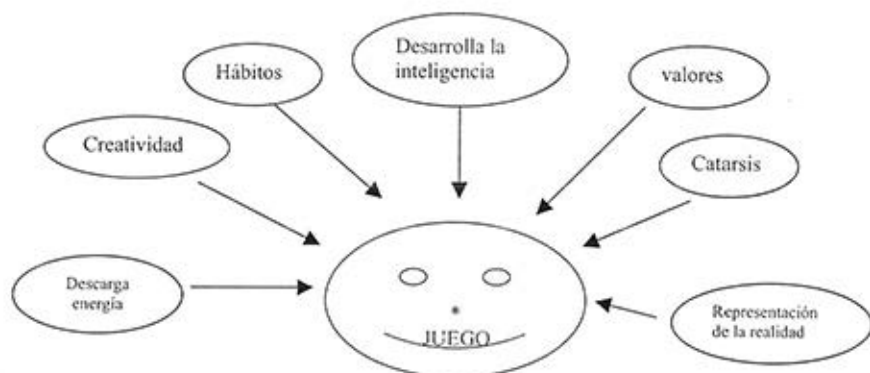 Desarrolla la
inteligencia
Hábitos
valores
Creatividad
Catarsis
Descarga
energía
Representación
de la realidad
JUEGO